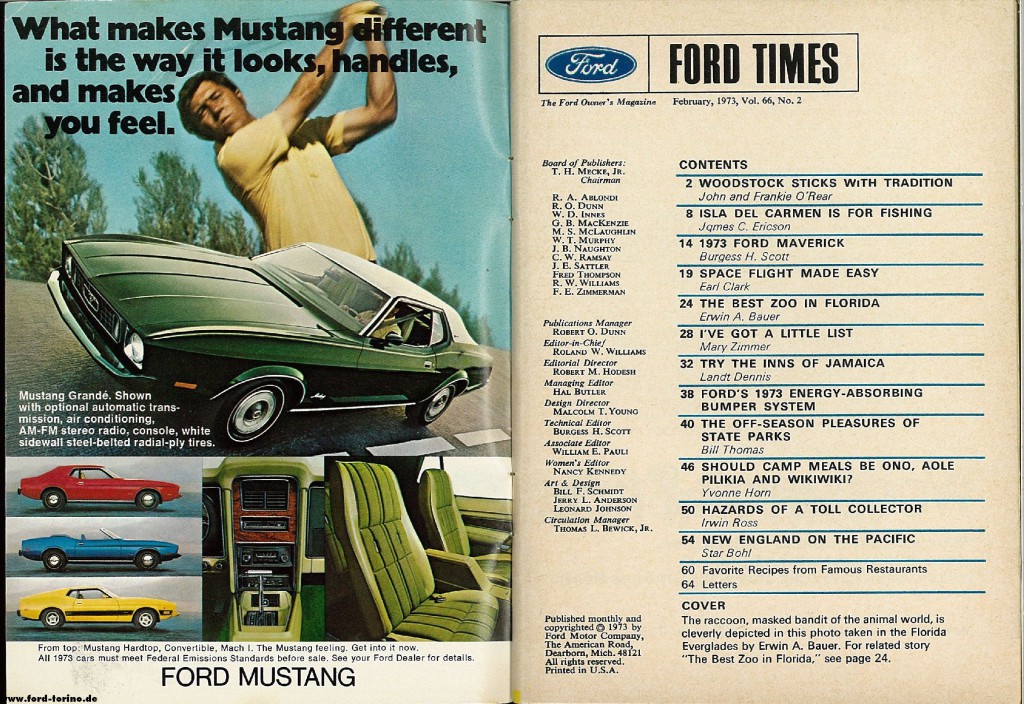 What makes Mustang different
is the way it looks, handles,
and makes
you feel.
Mustang Grandé. Shown
with optional automatic trans-
mission, air conditioning,
AM-FM stereo radio, console, white
sidewall steel-belted radial-ply tires.
From top: Mustang Hardtop, Convertible, Mach I. The Mustang feeling. Get into it now.
All 1973 cars must meet Federal Emissions Standards before sale. See your Ford Dealer for details.
FORD MUSTANG
www.ford-torino.de
Ford
FORD TIMES
The Ford Owner's Magazine
February, 1973, Vol. 66, No. 2
Board of Publishers:
T. H. MECKE, JR.
Chairman
R. A. ABLONDI
R. O. DUNN
W. D. INNES
G. B. MACKENZIE
M. S. MCLAUGHLIN
W. T. MURPHY
J. B. NAUGHTON
C. W. RAMSAY
J. E. SATTLER
FRED THOMPSON
R. W. WILLIAMS
F. E. ZIMMERMAN
Publications Manager
ROBERT O. DUNN
Editor-in-Chief
ROLAND W. WILLIAMS
Editorial Director
ROBERT M. HODESH
Managing Editor
HAL BUTLER
Design Director
MALCOLM T. YOUNG
Technical Editor
BURGESS H. SCOTT
Associate Editor
WILLIAM E. PAULI
Women's Editor
NANCY KENNEDY
Art & Design
BILL F. SCHMIDT
JERRY L. ANDERSON
LEONARD JOHNSON
Circulation Manager
THOMAS L. BEWICK, JR.
Published monthly and
copyrighted © 1973 by
Ford Motor Company,
The American Road,
Dearborn, Mich. 48121
All rights reserved.
Printed in U.S.A.
CONTENTS
2 WOODSTOCK STICKS WITH TRADITION
John and Frankie O'Rear
8 ISLA DEL CARMEN IS FOR FISHING
James C. Ericson
14 1973 FORD MAVERICK
Burgess H. Scott
19 SPACE FLIGHT MADE EASY
Earl Clark
24 THE BEST ZOO IN FLORIDA
Erwin A. Bauer
28 I'VE GOT A LITTLE LIST
Mary Zimmer
32 TRY THE INNS OF JAMAICA
Landt Dennis
38 FORD'S 1973 ENERGY-ABSORBING
BUMPER SYSTEM
40 THE OFF-SEASON PLEASURES OF
STATE PARKS
Bill Thomas
46 SHOULD CAMP MEALS BE ONO, AOLE
PILIKIA AND WIKIWIKI?
Yvonne Horn
50 HAZARDS OF A TOLL COLLECTOR
Irwin Ross
54 NEW ENGLAND ON THE PACIFIC
Star Bohl
60 Favorite Recipes from Famous Restaurants
64 Letters
COVER
The raccoon, masked bandit of the animal world, is
cleverly depicted in this photo taken in the Florida
Everglades by Erwin A. Bauer. For related story
"The Best Zoo in Florida," see page 24.